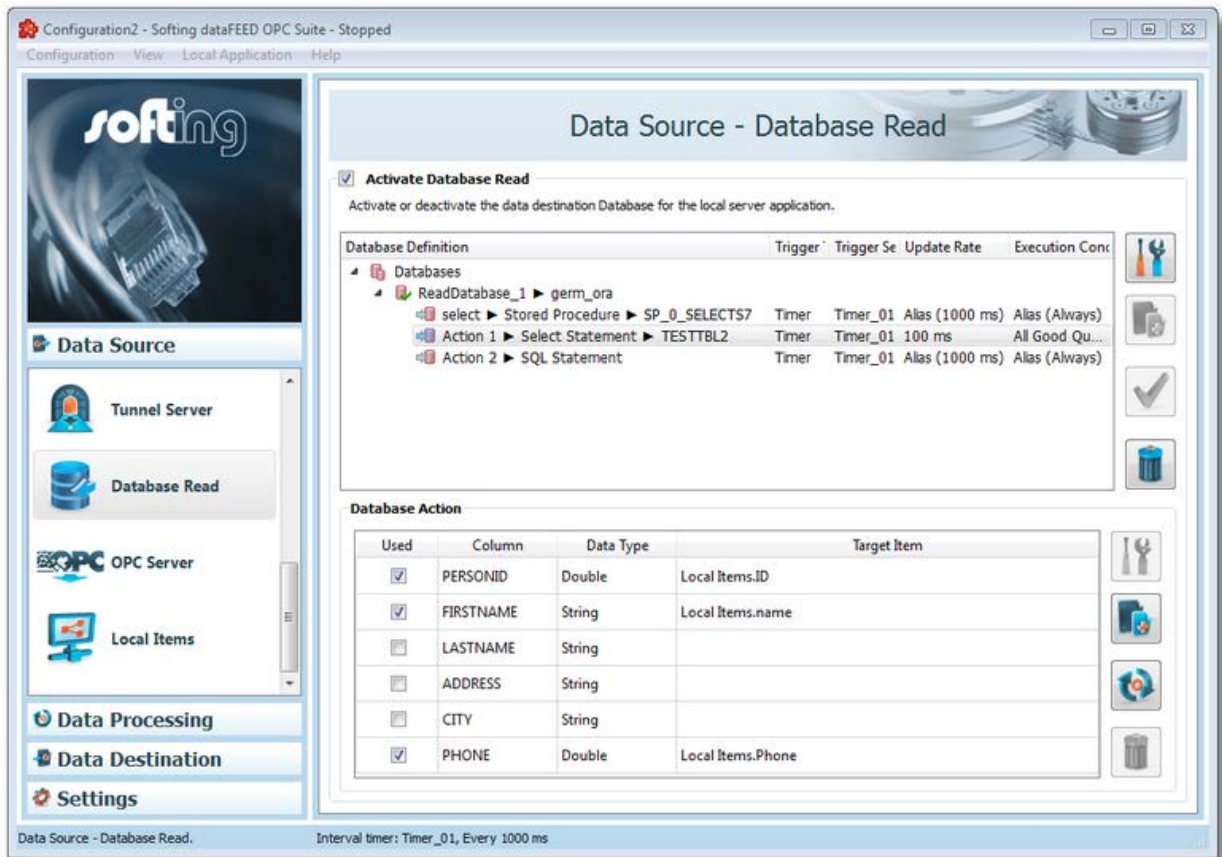 Configuration2 - Softing dataFEED OPC Suite - Stopped
Configuration View Local Application Help
softing
Data Source
Tunnel Server
Database Read
OPC OPC Server
Local Items
Data Processing
Data Destination
Settings
Data Source - Database Read
Activate Database Read
Activate or deactivate the data destination Database for the local server application.
Database Definition Trigger Trigger Se Update Rate Execution Conc
Databases
ReadDatabase_1 ► germ_ora
select ► Stored Procedure ► SP_0_SELECTS7 Timer Timer_01 Alias (1000 ms) Alias (Always)
Action 1 ► Select Statement ► TESTTBL2 Timer Timer_01 100 ms All Good Qu...
Action 2 ► SQL Statement Timer Timer_01 Alias (1000 ms) Alias (Always)
Database Action
Used Column Data Type Target Item
PERSONID Double Local Items.ID
FIRSTNAME String Local Items.name
LASTNAME String
ADDRESS String
CITY String
PHONE Double Local Items.Phone
Data Source - Database Read. Interval timer: Timer_01, Every 1000 ms